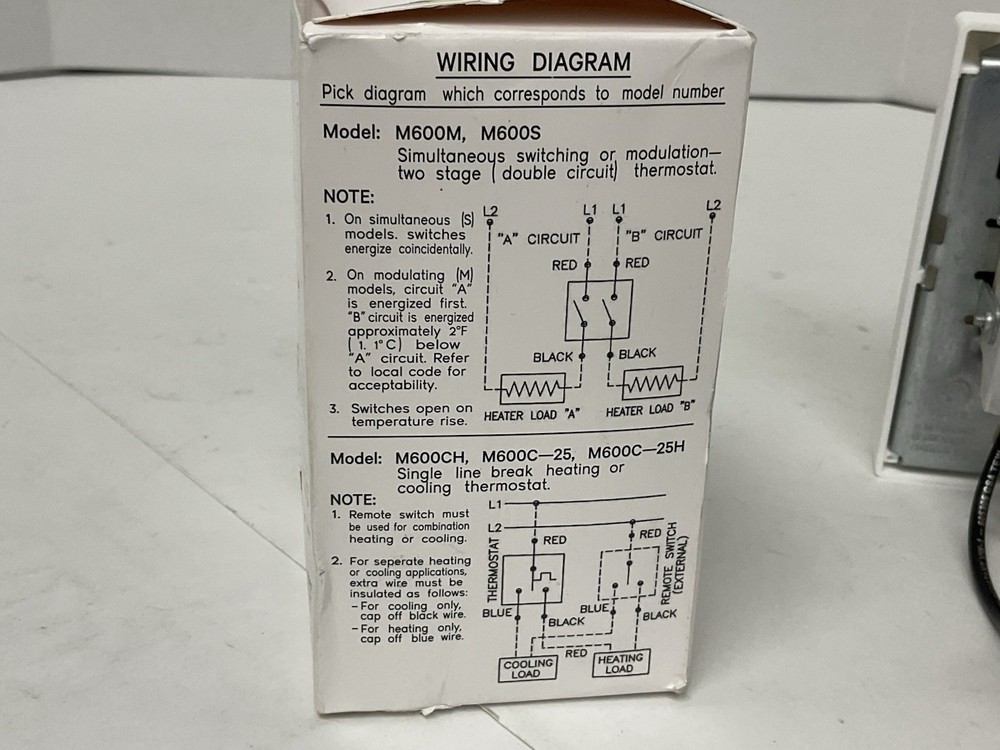 WIRING DIAGRAM
Pick diagram which corresponds to model number
Model: M600M, M600S
Simultaneous switching or modulation—
two stage (double circuit) thermostat.
NOTE:
1. On simultaneous (S)
models. switches
energize coincidentally.
2. On modulating (M)
models, circuit "A"
is energized first.
"B" circuit is energized
approximately 2°F
(1. 1°C) below
"A" circuit. Refer
to local code for
acceptability.
3. Switches open on
temperature rise.
L2 L1 L1 L2
"A" CIRCUIT "B" CIRCUIT
RED RED
BLACK BLACK
HEATER LOAD "A" HEATER LOAD "B"
Model: M600CH, M600C—25, M600C—25H
Single line break heating or
cooling thermostat.
NOTE:
1. Remote switch must
be used for combination
heating or cooling.
2. For seperate heating
or cooling applications,
extra wire must be
insulated as follows:
– For cooling only,
cap off black wire.
– For heating only,
cap off blue wire.
L1
L2
RED RED
THERMOSTAT
REMOTE SWITCH
(EXTERNAL)
BLUE BLACK BLUE BLACK
RED
COOLING
LOAD
HEATING
LOAD